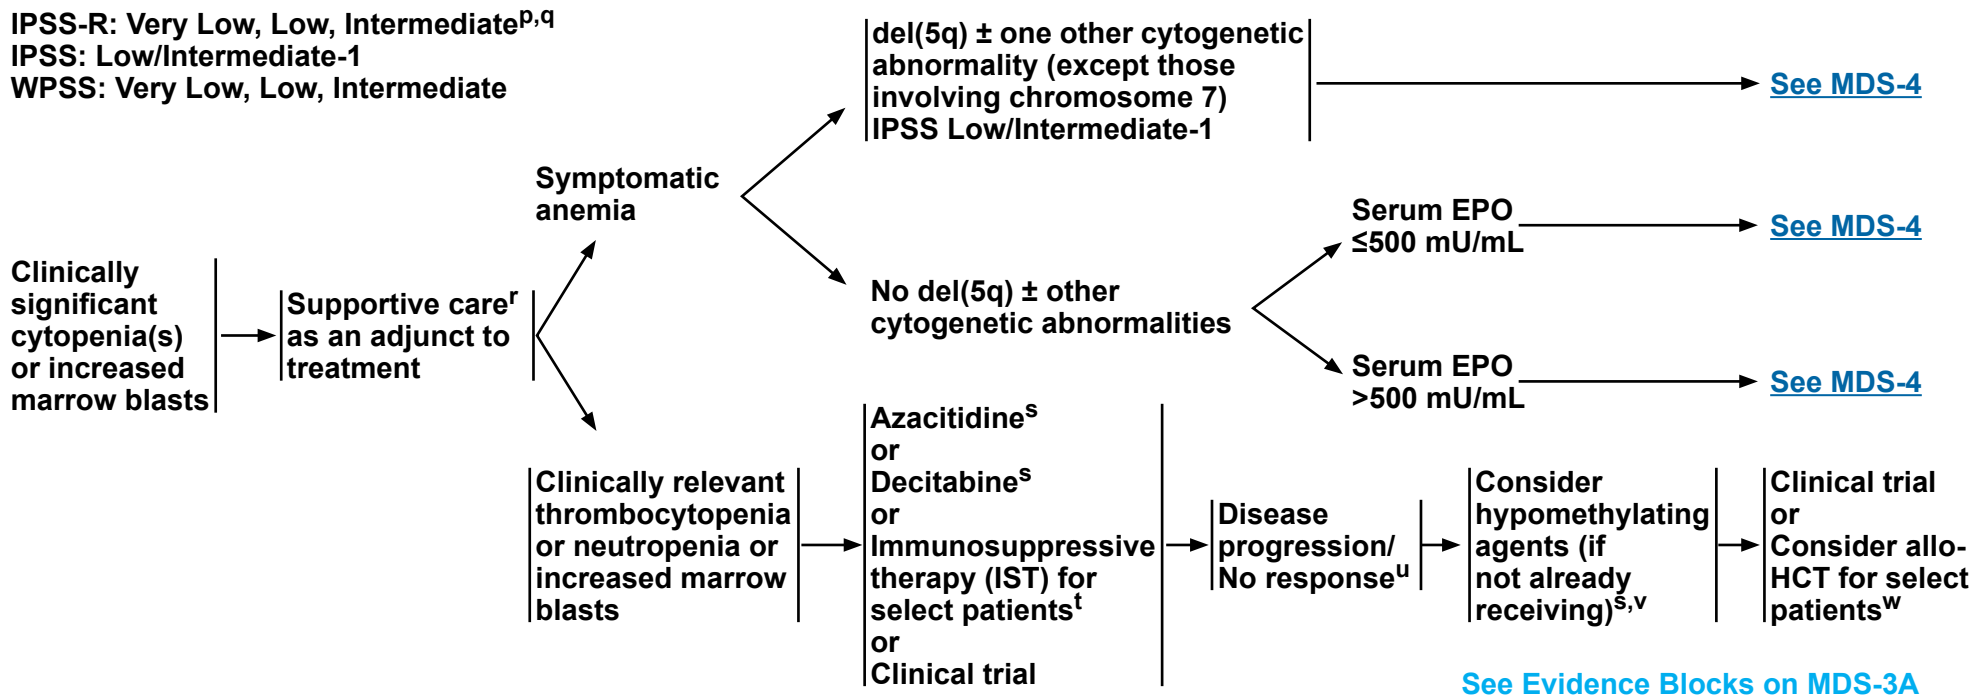 IPSS-R: Very Low, Low, Intermediatep,q
IPSS: Low/Intermediate-1
WPSS: Very Low, Low, Intermediate
Clinically
significant
cytopenia(s)
or increased
marrow blasts
Supportive carer
as an adjunct to
treatment
Symptomatic
anemia
del(5q) ± one other cytogenetic
abnormality (except those
involving chromosome 7)
IPSS Low/Intermediate-1
See MDS-4
No del(5q) ± other
cytogenetic abnormalities
Serum EPO
≤500 mU/mL
See MDS-4
Serum EPO
>500 mU/mL
See MDS-4
Clinically relevant
thrombocytopenia
or neutropenia or
increased marrow
blasts
Azacitidines
or
Decitabines
or
Immunosuppressive
therapy (IST) for
select patientst
or
Clinical trial
Disease
progression/
No responseu
Consider
hypomethylating
agents (if
not already
receiving)s,v
Clinical trial
or
Consider allo-
HCT for select
patientsw
See Evidence Blocks on MDS-3A